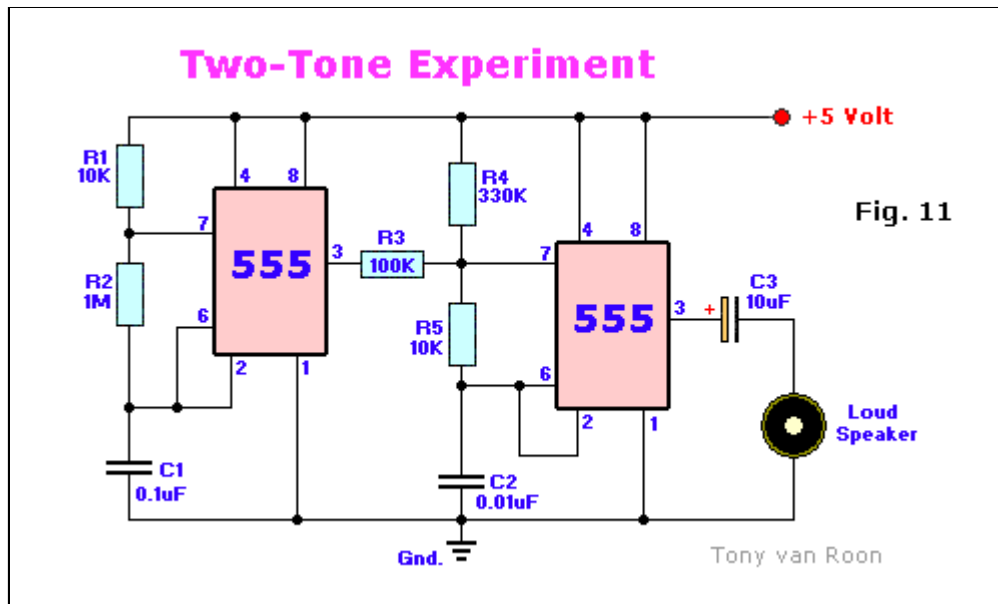 Two-Tone Experiment
+5 Volt
Fig. 11
R1
10K
4
8
7
555
3
R2
1M
6
2
1
C1
0.1uF
R3
100K
R4
330K
R5
10K
4
8
7
555
3
6
2
1
C2
0.01uF
+
C3
10uF
Loud
Speaker
Gnd.
Tony van Roon